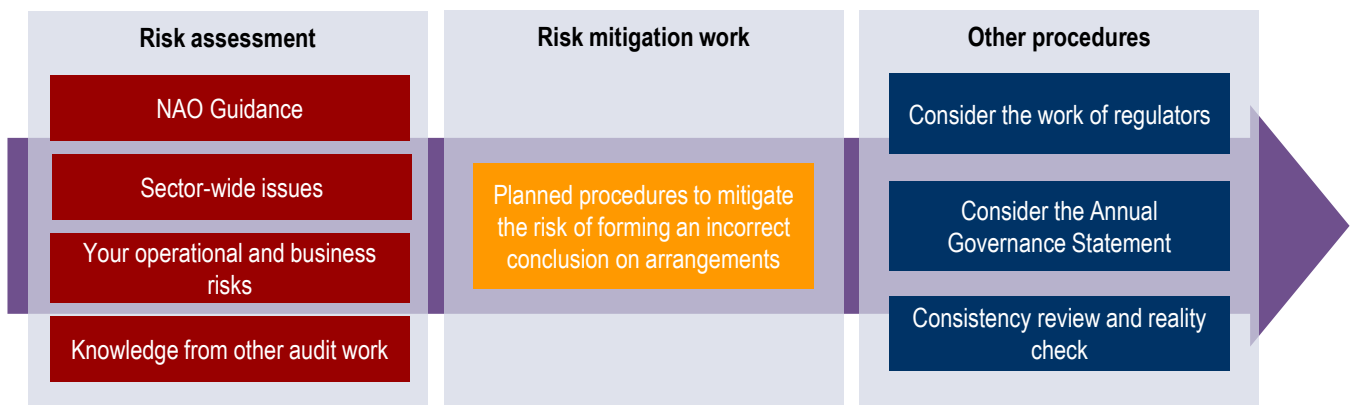 Risk assessment
NAO Guidance
Sector-wide issues
Your operational and business
risks
Knowledge from other audit work
Risk mitigation work
Planned procedures to mitigate
the risk of forming an incorrect
conclusion on arrangements
Other procedures
Consider the work of regulators
Consider the Annual
Governance Statement
Consistency review and reality
check